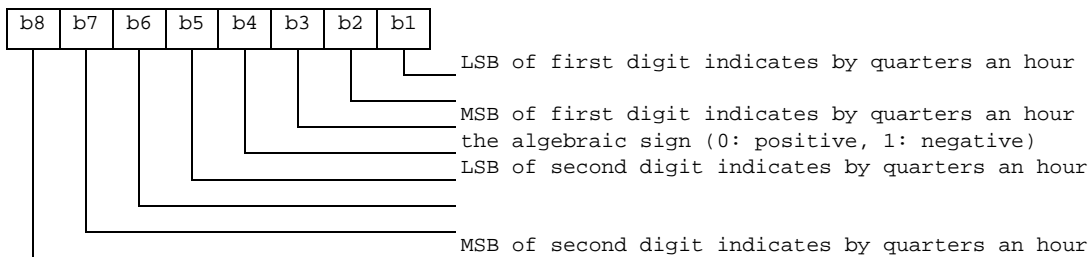 b8 b7 b6 b5 b4 b3 b2 b1
LSB of first digit indicates by quarters an hour
MSB of first digit indicates by quarters an hour
the algebraic sign (0: positive, 1: negative)
LSB of second digit indicates by quarters an hour
MSB of second digit indicates by quarters an hour